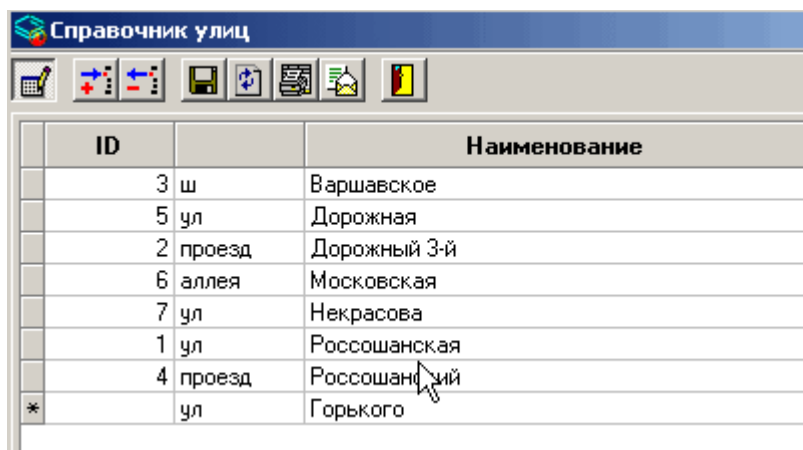 Справочник улиц
ID Наименование
3 ш Варшавское
5 ул Дорожная
2 проезд Дорожный 3-й
6 аллея Московская
7 ул Некрасова
1 ул Россошанская
4 проезд Россошанский
* ул Горького